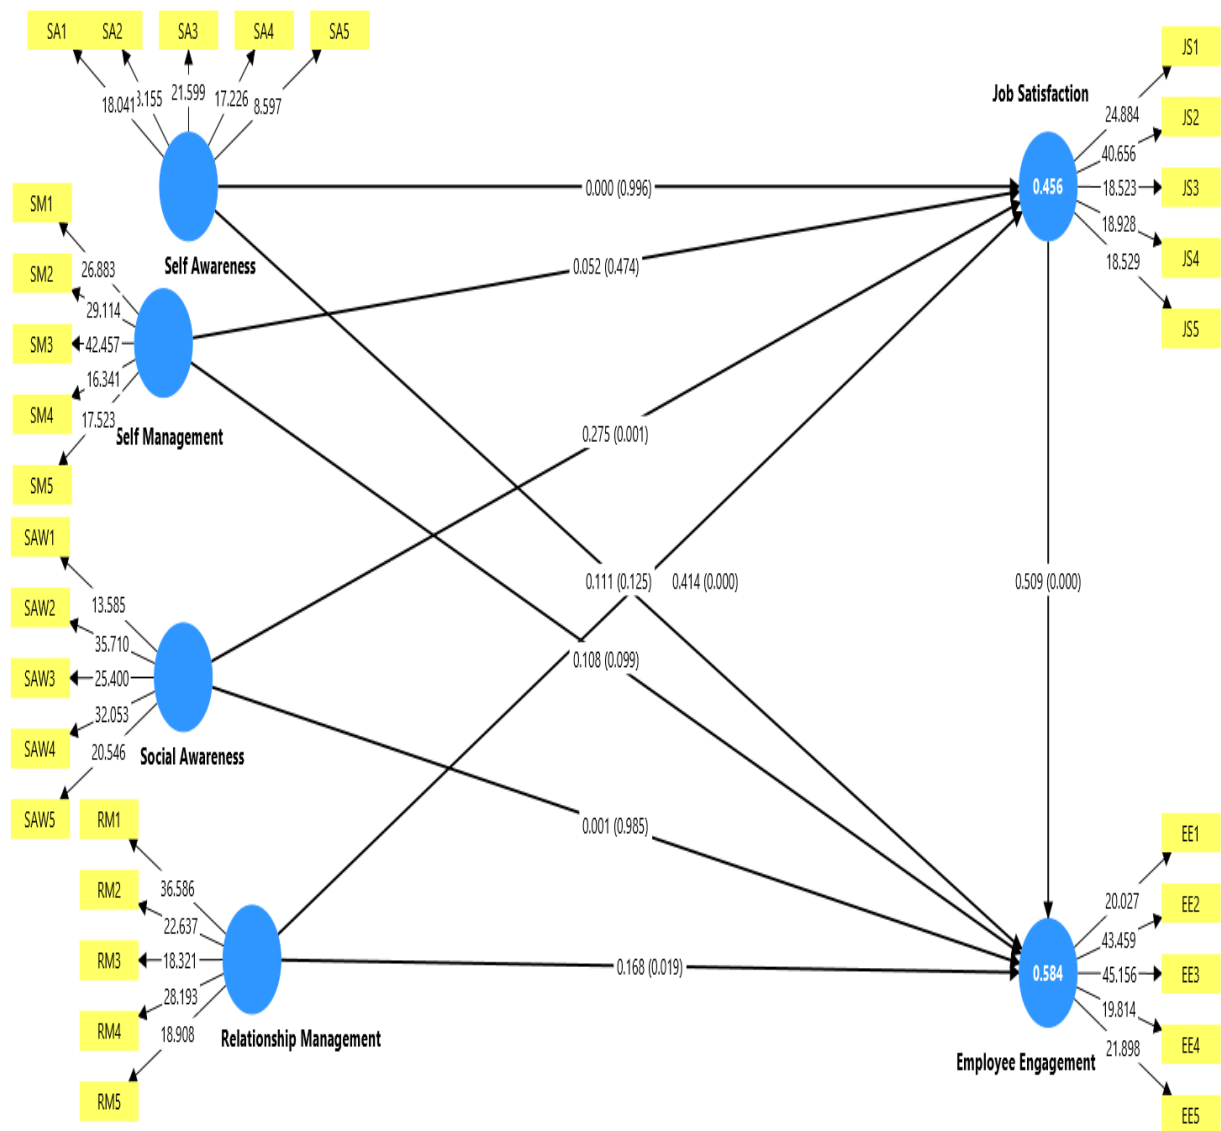 SA1
SA2
SA3
SA4
SA5
18.041
.155
21.599
17.226
8.597
Self Awareness
SM1
SM2
SM3
SM4
SM5
26.883
29.114
42.457
16.341
17.523
Self Management
SAW1
SAW2
SAW3
SAW4
SAW5
13.585
35.710
25.400
32.053
20.546
Social Awareness
RM1
RM2
RM3
RM4
RM5
36.586
22.637
18.321
28.193
18.908
Relationship Management
0.000 (0.996)
0.052 (0.474)
0.275 (0.001)
0.111 (0.125)
0.414 (0.000)
0.108 (0.099)
0.001 (0.985)
0.168 (0.019)
0.509 (0.000)
Job Satisfaction
0.456
24.884
40.656
18.523
18.928
18.529
JS1
JS2
JS3
JS4
JS5
0.584
Employee Engagement
20.027
43.459
45.156
19.814
21.898
EE1
EE2
EE3
EE4
EE5